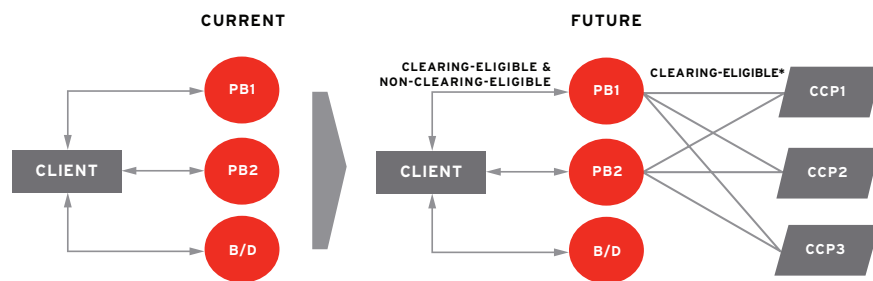 CURRENT
PB1
CLIENT
PB2
B/D
FUTURE
CLEARING-ELIGIBLE &
NON-CLEARING-ELIGIBLE
CLEARING-ELIGIBLE*
PB1
CCP1
CLIENT
PB2
CCP2
B/D
CCP3